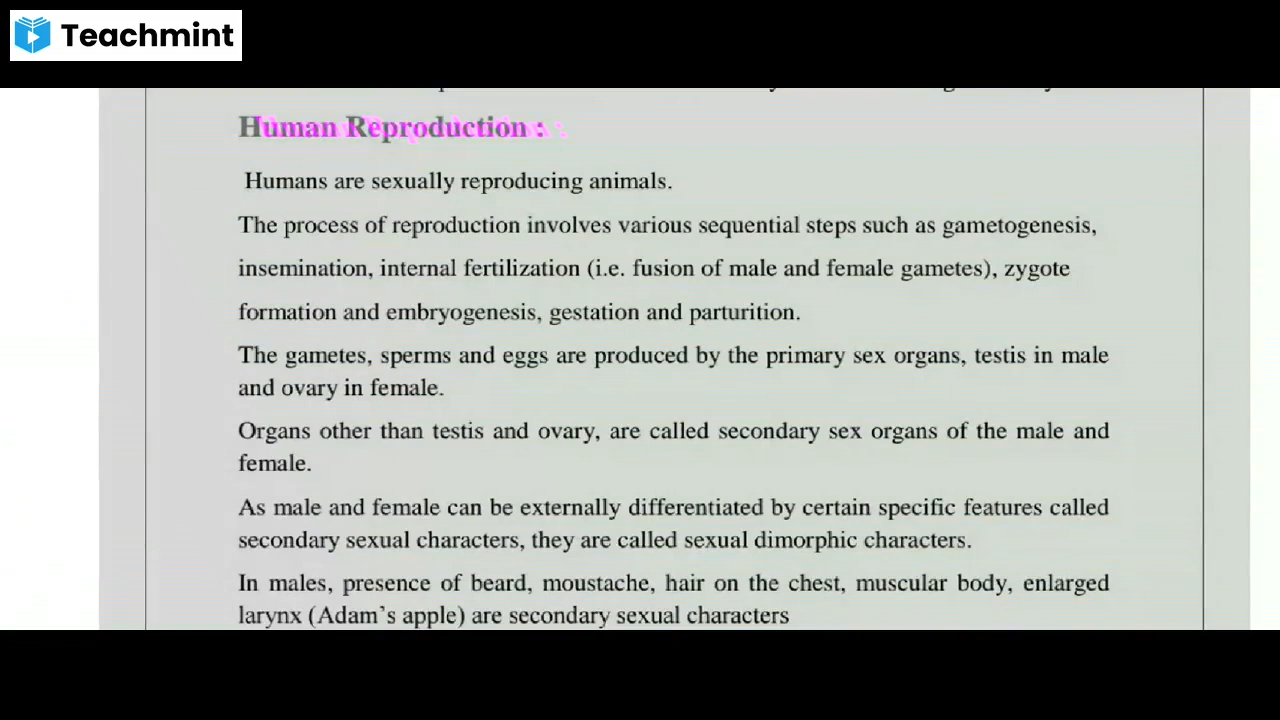 Teachmint
Human Reproduction :
Humans are sexually reproducing animals.
The process of reproduction involves various sequential steps such as gametogenesis,
insemination, internal fertilization (i.e. fusion of male and female gametes), zygote
formation and embryogenesis, gestation and parturition.
The gametes, sperms and eggs are produced by the primary sex organs, testis in male
and ovary in female.
Organs other than testis and ovary, are called secondary sex organs of the male and
female.
As male and female can be externally differentiated by certain specific features called
secondary sexual characters, they are called sexual dimorphic characters.
In males, presence of beard, moustache, hair on the chest, muscular body, enlarged
larynx (Adam’s apple) are secondary sexual characters